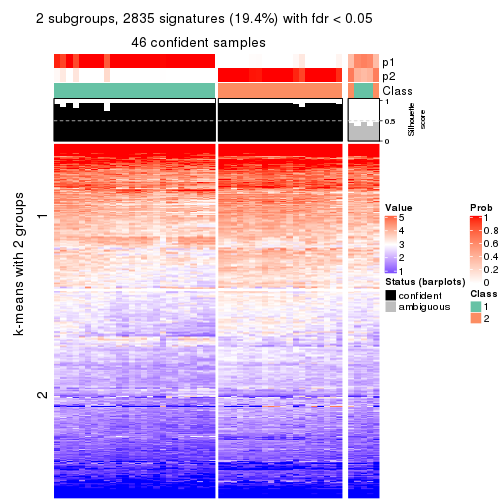 2 subgroups, 2835 signatures (19.4%) with fdr < 0.05
46 confident samples
p1
p2
Class
1
0.5
0
Silhouette
score
k-means with 2 groups
1
2
Value
5
4
3
2
1
Status (barplots)
confident
ambiguous
Prob
1
0.8
0.6
0.4
0.2
0
Class
1
2